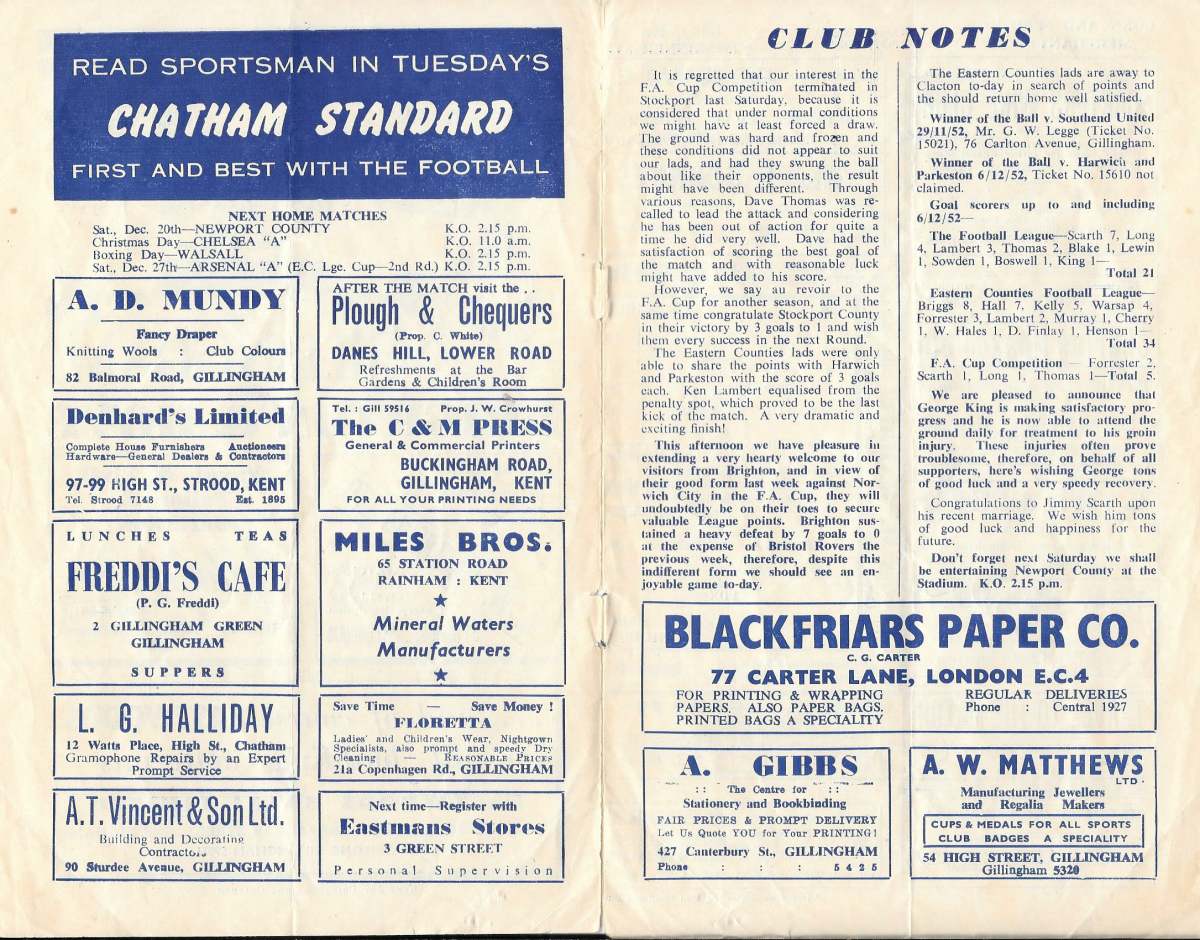 READ SPORTSMAN IN TUESDAY'S
CHATHAM STANDARD
FIRST AND BEST WITH THE FOOTBALL
NEXT HOME MATCHES
Sat., Dec. 20th—NEWPORT COUNTY K.O. 2.15 p.m.
Christmas Day—CHELSEA "A" K.O. 11.0 a.m.
Boxing Day—WALSALL K.O. 2.15 p.m.
Sat., Dec. 27th—ARSENAL "A" (E.C. Lge. Cup—2nd Rd.) K.O. 2.15 p.m.
A. D. MUNDY
Fancy Draper
Knitting Wools : Club Colours
82 Balmoral Road, GILLINGHAM
AFTER THE MATCH visit the . .
Plough & Chequers
(Prop. C. White)
DANES HILL, LOWER ROAD
Refreshments at the Bar
Gardens & Children's Room
Denhard's Limited
Complete House Furnishers Auctioneers
Hardware—General Dealers & Contractors
97-99 HIGH ST., STROOD, KENT
Tel. Strood 7148 Est. 1895
Tel. : Gill 59516 Prop. J. W. Crowhurst
The C & M PRESS
General & Commercial Printers
BUCKINGHAM ROAD,
GILLINGHAM, KENT
FOR ALL YOUR PRINTING NEEDS
LUNCHES TEAS
FREDDI'S CAFE
(P. G. Freddi)
2 GILLINGHAM GREEN
GILLINGHAM
SUPPERS
MILES BROS.
65 STATION ROAD
RAINHAM : KENT
★
Mineral Waters
Manufacturers
★
L. G. HALLIDAY
12 Watts Place, High St., Chatham
Gramophone Repairs by an Expert
Prompt Service
Save Time — Save Money !
FLORETTA
Ladies' and Children's Wear, Nightgown
Specialists, also prompt and speedy Dry
Cleaning — REASONABLE PRICES
21a Copenhagen Rd., GILLINGHAM
A.T. Vincent & Son Ltd.
Building and Decorating
Contractors
90 Sturdee Avenue, GILLINGHAM
Next time—Register with
Eastmans Stores
3 GREEN STREET
Personal Supervision
CLUB NOTES
It is regretted that our interest in the
F.A. Cup Competition terminated in
Stockport last Saturday, because it is
considered that under normal conditions
we might have at least forced a draw.
The ground was hard and frozen and
these conditions did not appear to suit
our lads, and had they swung the ball
about like their opponents, the result
might have been different. Through
various reasons, Dave Thomas was re-
called to lead the attack and considering
he has been out of action for quite a
time he did very well. Dave had the
satisfaction of scoring the best goal of
the match and with reasonable luck
might have added to his score.
However, we say au revoir to the
F.A. Cup for another season, and at the
same time congratulate Stockport County
in their victory by 3 goals to 1 and wish
them every success in the next Round.
The Eastern Counties lads were only
able to share the points with Harwich
and Parkeston with the score of 3 goals
each. Ken Lambert equalised from the
penalty spot, which proved to be the last
kick of the match. A very dramatic and
exciting finish!
This afternoon we have pleasure in
extending a very hearty welcome to our
visitors from Brighton, and in view of
their good form last week against Nor-
wich City in the F.A. Cup, they will
undoubtedly be on their toes to secure
valuable League points. Brighton sus-
tained a heavy defeat by 7 goals to 0
at the expense of Bristol Rovers the
previous week, therefore, despite this
indifferent form we should see an en-
joyable game to-day.
The Eastern Counties lads are away to
Clacton to-day in search of points and
the should return home well satisfied.
Winner of the Ball v. Southend United
29/11/52, Mr. G. W. Legge (Ticket No.
15021), 76 Carlton Avenue, Gillingham.
Winner of the Ball v. Harwich and
Parkeston 6/12/52, Ticket No. 15610 not
claimed.
Goal scorers up to and including
6/12/52—
The Football League—Scarth 7, Long
4, Lambert 3, Thomas 2, Blake 1, Lewin
1, Sowden 1, Boswell 1, King 1—
Total 21
Eastern Counties Football League—
Briggs 8, Hall 7, Kelly 5, Warsap 4,
Forrester 3, Lambert 2, Murray 1, Cherry
1, W. Hales 1, D. Finlay 1, Henson 1—
Total 34
F.A. Cup Competition — Forrester 2,
Scarth 1, Long 1, Thomas 1—Total 5.
We are pleased to announce that
George King is making satisfactory pro-
gress and he is now able to attend the
ground daily for treatment to his groin
injury. These injuries often prove
troublesome, therefore, on behalf of all
supporters, here's wishing George tons
of good luck and a very speedy recovery.
Congratulations to Jimmy Scarth upon
his recent marriage. We wish him tons
of good luck and happiness for the
future.
Don't forget next Saturday we shall
be entertaining Newport County at the
Stadium. K.O. 2.15 p.m.
BLACKFRIARS PAPER CO.
C. G. CARTER
77 CARTER LANE, LONDON E.C.4
FOR PRINTING & WRAPPING
PAPERS. ALSO PAPER BAGS.
PRINTED BAGS A SPECIALITY
REGULAR DELIVERIES
Phone : Central 1927
A. GIBBS
: : The Centre for : :
Stationery and Bookbinding
FAIR PRICES & PROMPT DELIVERY
Let Us Quote YOU for Your PRINTING!
427 Canterbury St., GILLINGHAM
Phone : : : 5425
A. W. MATTHEWS
LTD.
Manufacturing Jewellers
and Regalia Makers
CUPS & MEDALS FOR ALL SPORTS
CLUB BADGES A SPECIALITY
54 HIGH STREET, GILLINGHAM
Gillingham 5320